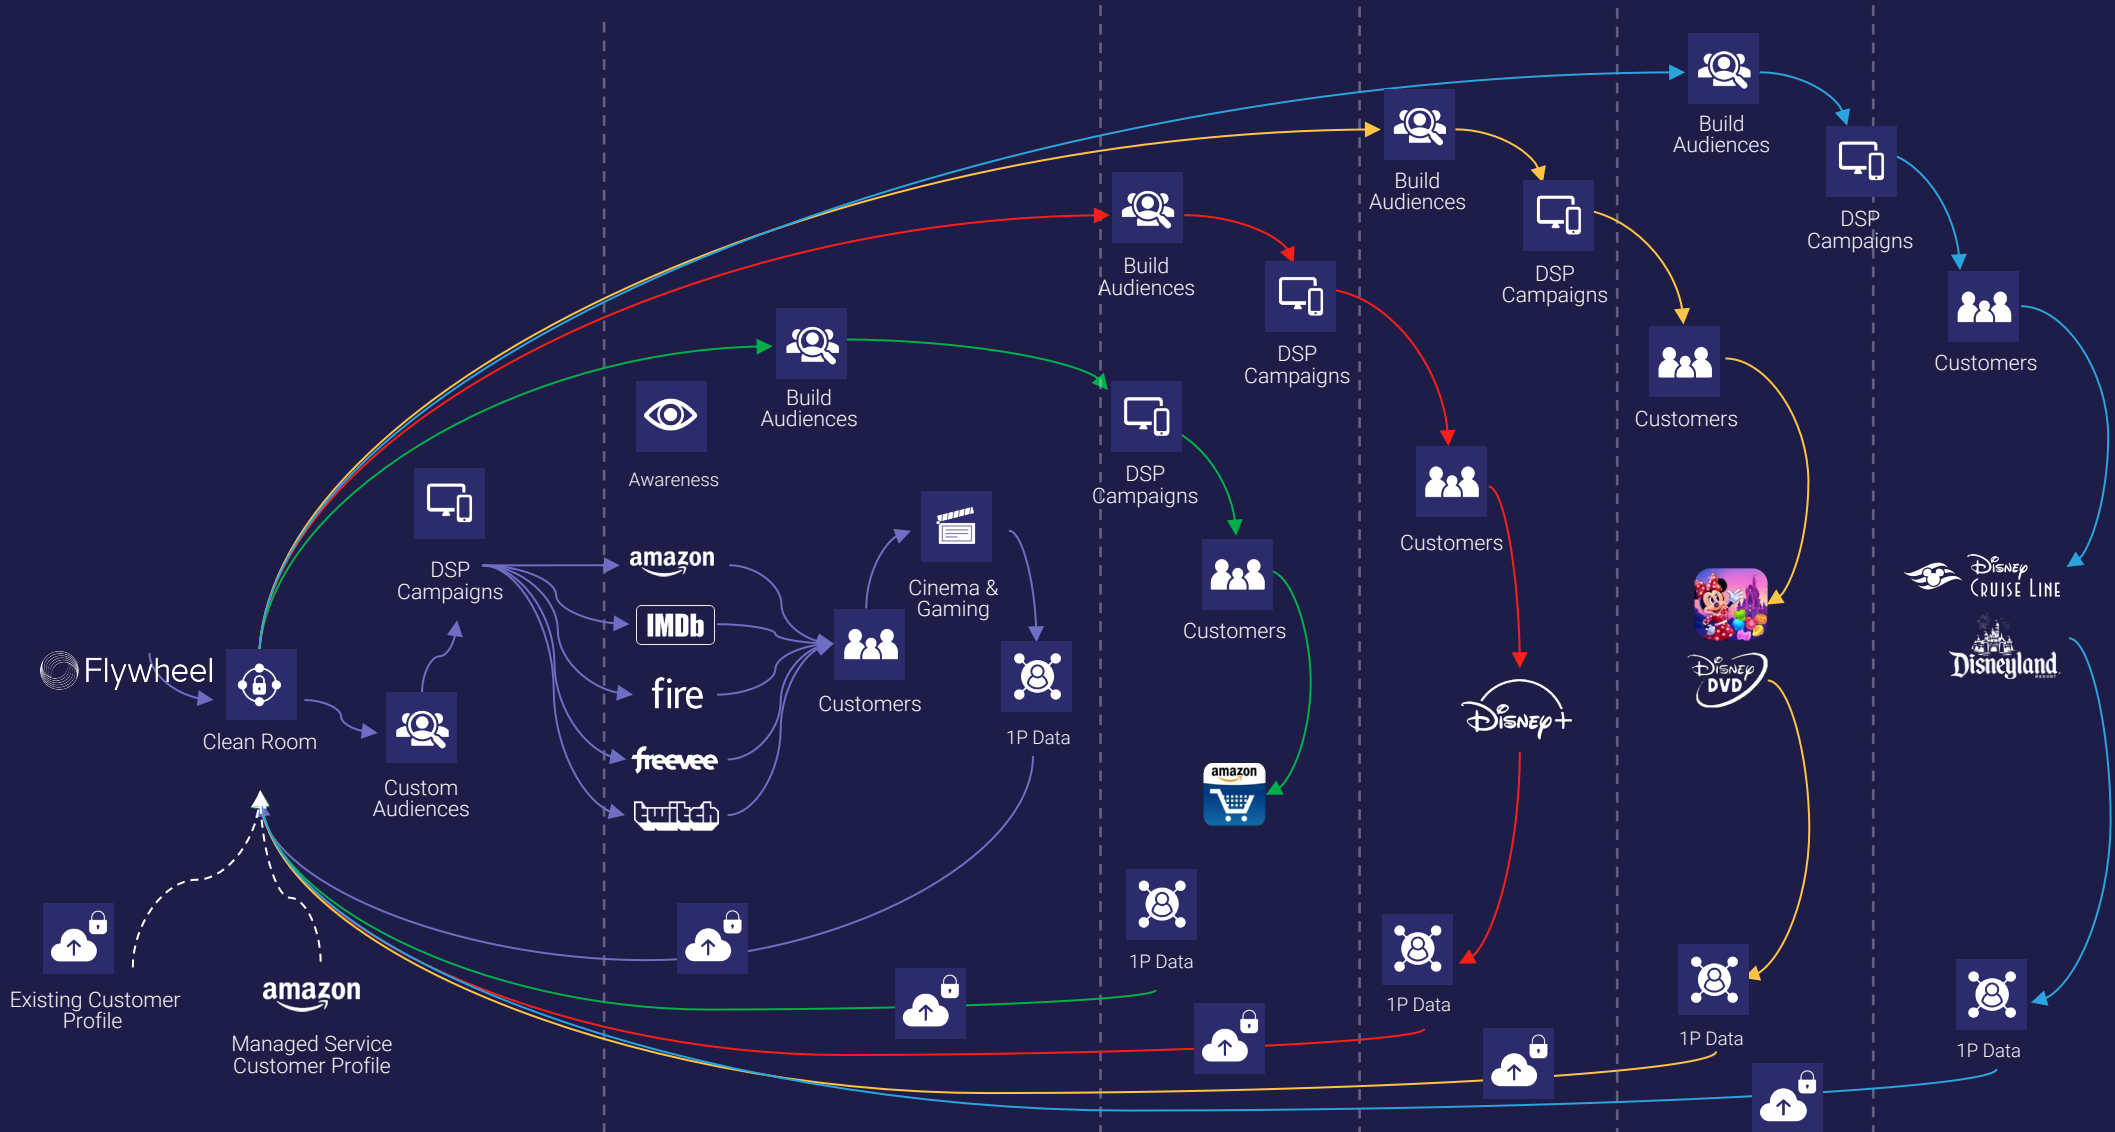 Flywheel
Clean Room
Existing Customer
Profile
amazon
Managed Service
Customer Profile
Custom
Audiences
DSP
Campaigns
Awareness
amazon
IMDb
fire
freevee
twitch
Customers
Cinema &
Gaming
1P Data
Build
Audiences
DSP
Campaigns
Customers
amazon
1P Data
Build
Audiences
DSP
Campaigns
Customers
Disney+
1P Data
Build
Audiences
DSP
Campaigns
Customers
Disney
DVD
1P Data
Build
Audiences
DSP
Campaigns
Customers
Disney
Cruise Line
Disneyland
RESORT
1P Data